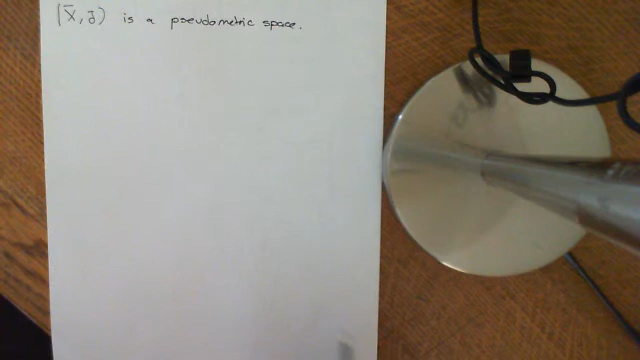 (X̄, d̄) is a pseudometric space.